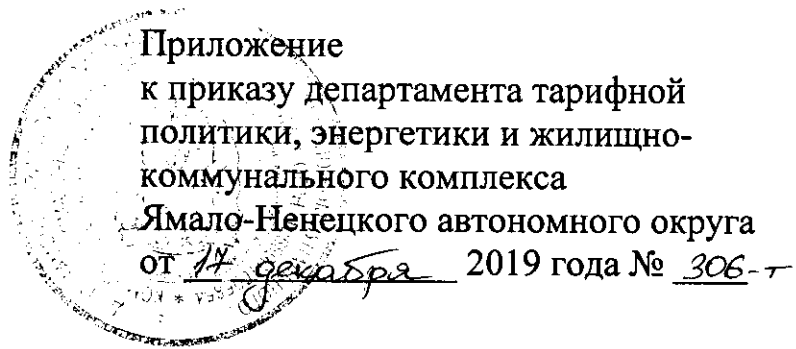 Приложение
к приказу департамента тарифной
политики, энергетики и жилищно-
коммунального комплекса
Ямало-Ненецкого автономного округа
от 17 декабря 2019 года № 306-т